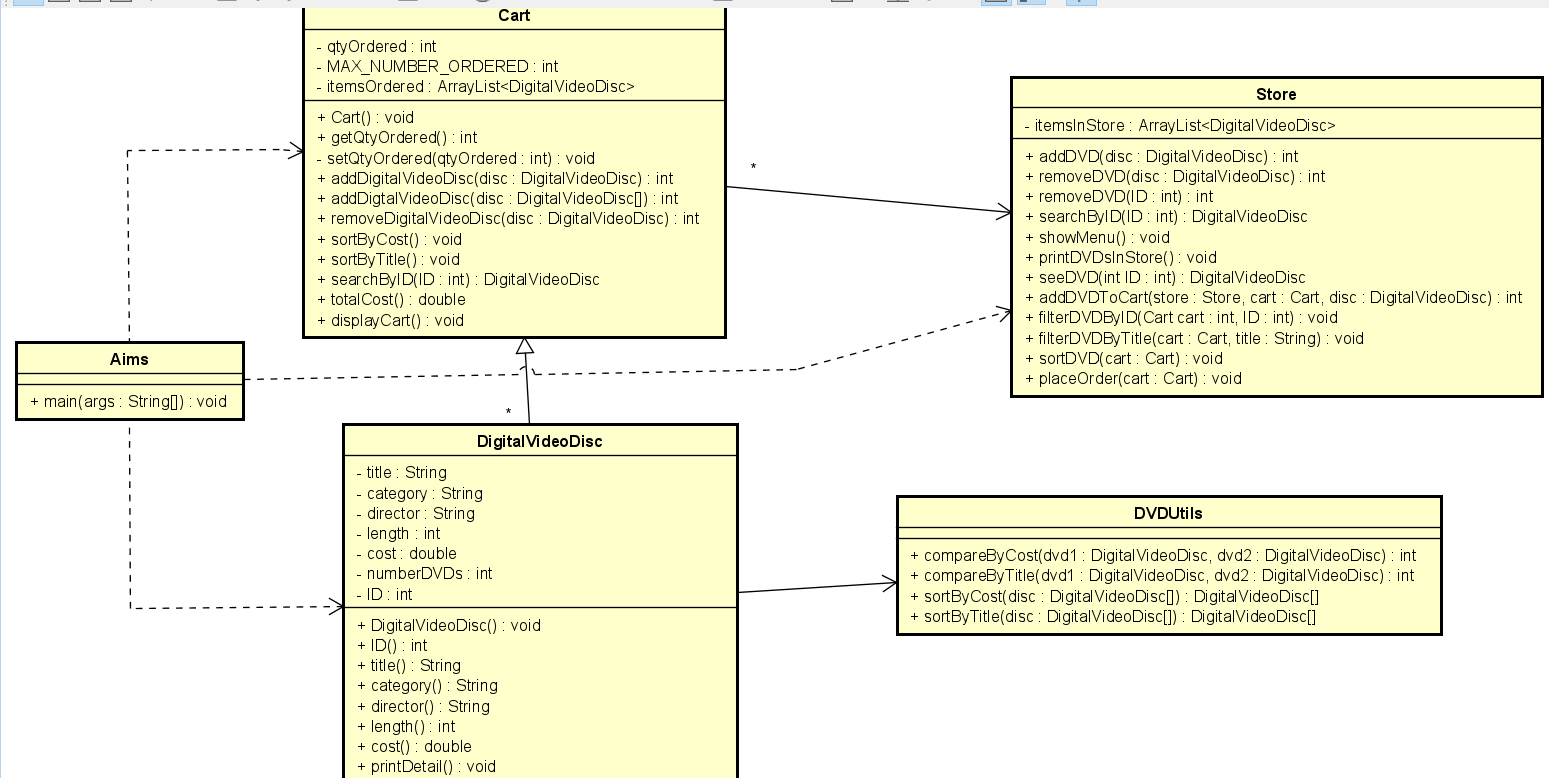 Cart
- qtyOrdered : int
- MAX_NUMBER_ORDERED : int
- itemsOrdered : ArrayList<DigitalVideoDisc>
+ Cart() : void
+ getQtyOrdered() : int
- setQtyOrdered(qtyOrdered : int) : void
+ addDigitalVideoDisc(disc : DigitalVideoDisc) : int
+ addDigtalVideoDisc(disc : DigitalVideoDisc[]) : int
+ removeDigitalVideoDisc(disc : DigitalVideoDisc) : int
+ sortByCost() : void
+ sortByTitle() : void
+ searchByID(ID : int) : DigitalVideoDisc
+ totalCost() : double
+ displayCart() : void
*
Store
- itemsInStore : ArrayList<DigitalVideoDisc>
+ addDVD(disc : DigitalVideoDisc) : int
+ removeDVD(disc : DigitalVideoDisc) : int
+ removeDVD(ID : int) : int
+ searchByID(ID : int) : DigitalVideoDisc
+ showMenu() : void
+ printDVDsInStore() : void
+ seeDVD(int ID : int) : DigitalVideoDisc
+ addDVDToCart(store : Store, cart : Cart, disc : DigitalVideoDisc) : int
+ filterDVDByID(Cart cart : int, ID : int) : void
+ filterDVDByTitle(cart : Cart, title : String) : void
+ sortDVD(cart : Cart) : void
+ placeOrder(cart : Cart) : void
Aims
+ main(args : String[]) : void
*
DigitalVideoDisc
- title : String
- category : String
- director : String
- length : int
- cost : double
- numberDVDs : int
- ID : int
+ DigitalVideoDisc() : void
+ ID() : int
+ title() : String
+ category() : String
+ director() : String
+ length() : int
+ cost() : double
+ printDetail() : void
DVDUtils
+ compareByCost(dvd1 : DigitalVideoDisc, dvd2 : DigitalVideoDisc) : int
+ compareByTitle(dvd1 : DigitalVideoDisc, dvd2 : DigitalVideoDisc) : int
+ sortByCost(disc : DigitalVideoDisc[]) : DigitalVideoDisc[]
+ sortByTitle(disc : DigitalVideoDisc[]) : DigitalVideoDisc[]